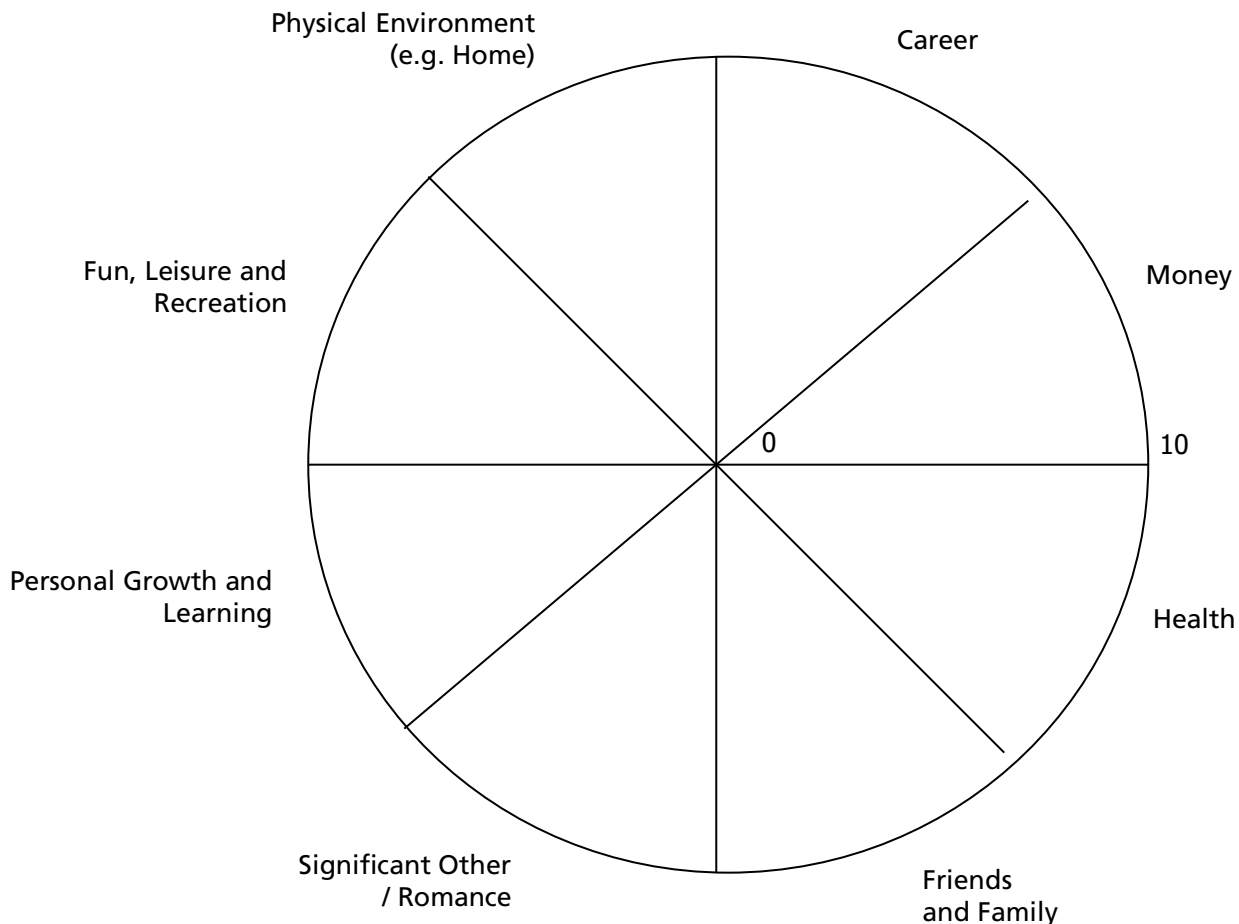 Physical Environment
(e.g. Home)
Career
Fun, Leisure and
Recreation
Money
0
10
Personal Growth and
Learning
Health
Significant Other
/ Romance
Friends
and Family